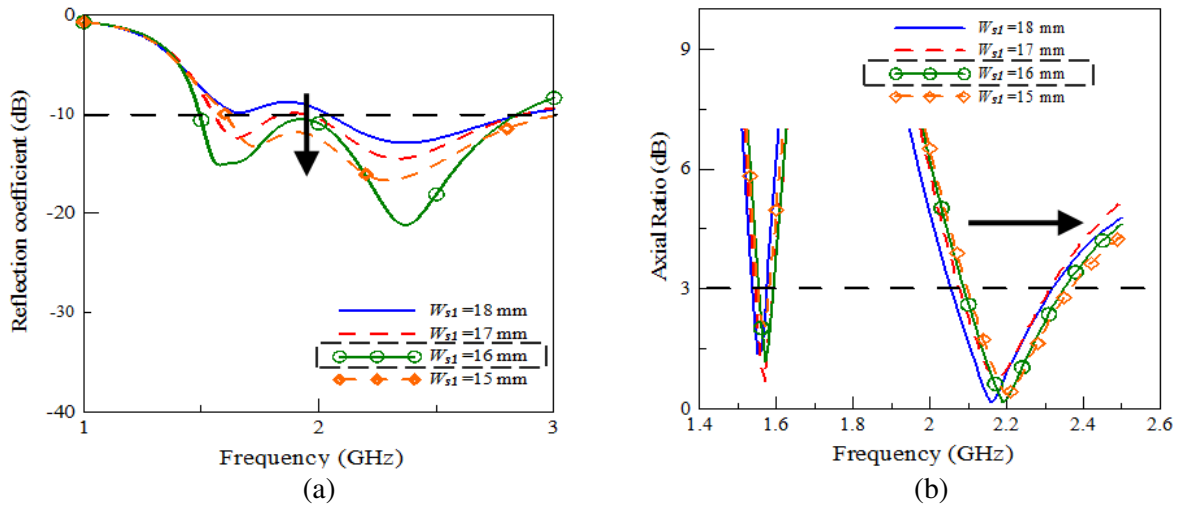 0
-10
-20
-30
-40
Reflection coefficient (dB)
1
2
3
Frequency (GHz)
Ws1 =18 mm
Ws1 =17 mm
Ws1 =16 mm
Ws1 =15 mm
(a)
9
6
3
0
Axial Ratio (dB)
1.4
1.6
1.8
2
2.2
2.4
2.6
Frequency (GHz)
Ws1 =18 mm
Ws1 =17 mm
Ws1 =16 mm
Ws1 =15 mm
(b)